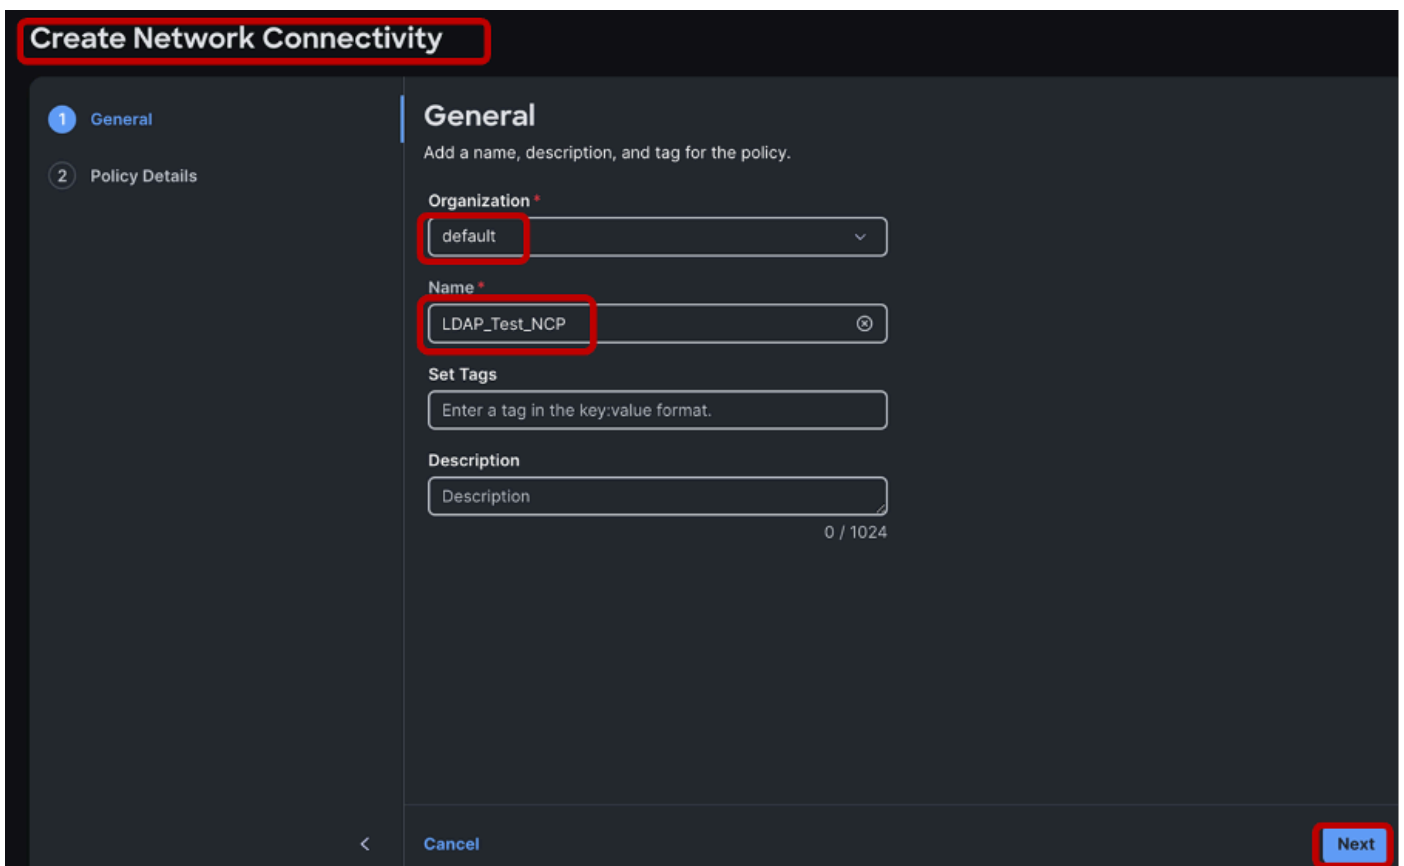 Create Network Connectivity
1 General
2 Policy Details
General
Add a name, description, and tag for the policy.
Organization *
default
Name *
LDAP_Test_NCP
Set Tags
Enter a tag in the key:value format.
Description
Description
0 / 1024
Cancel
Next